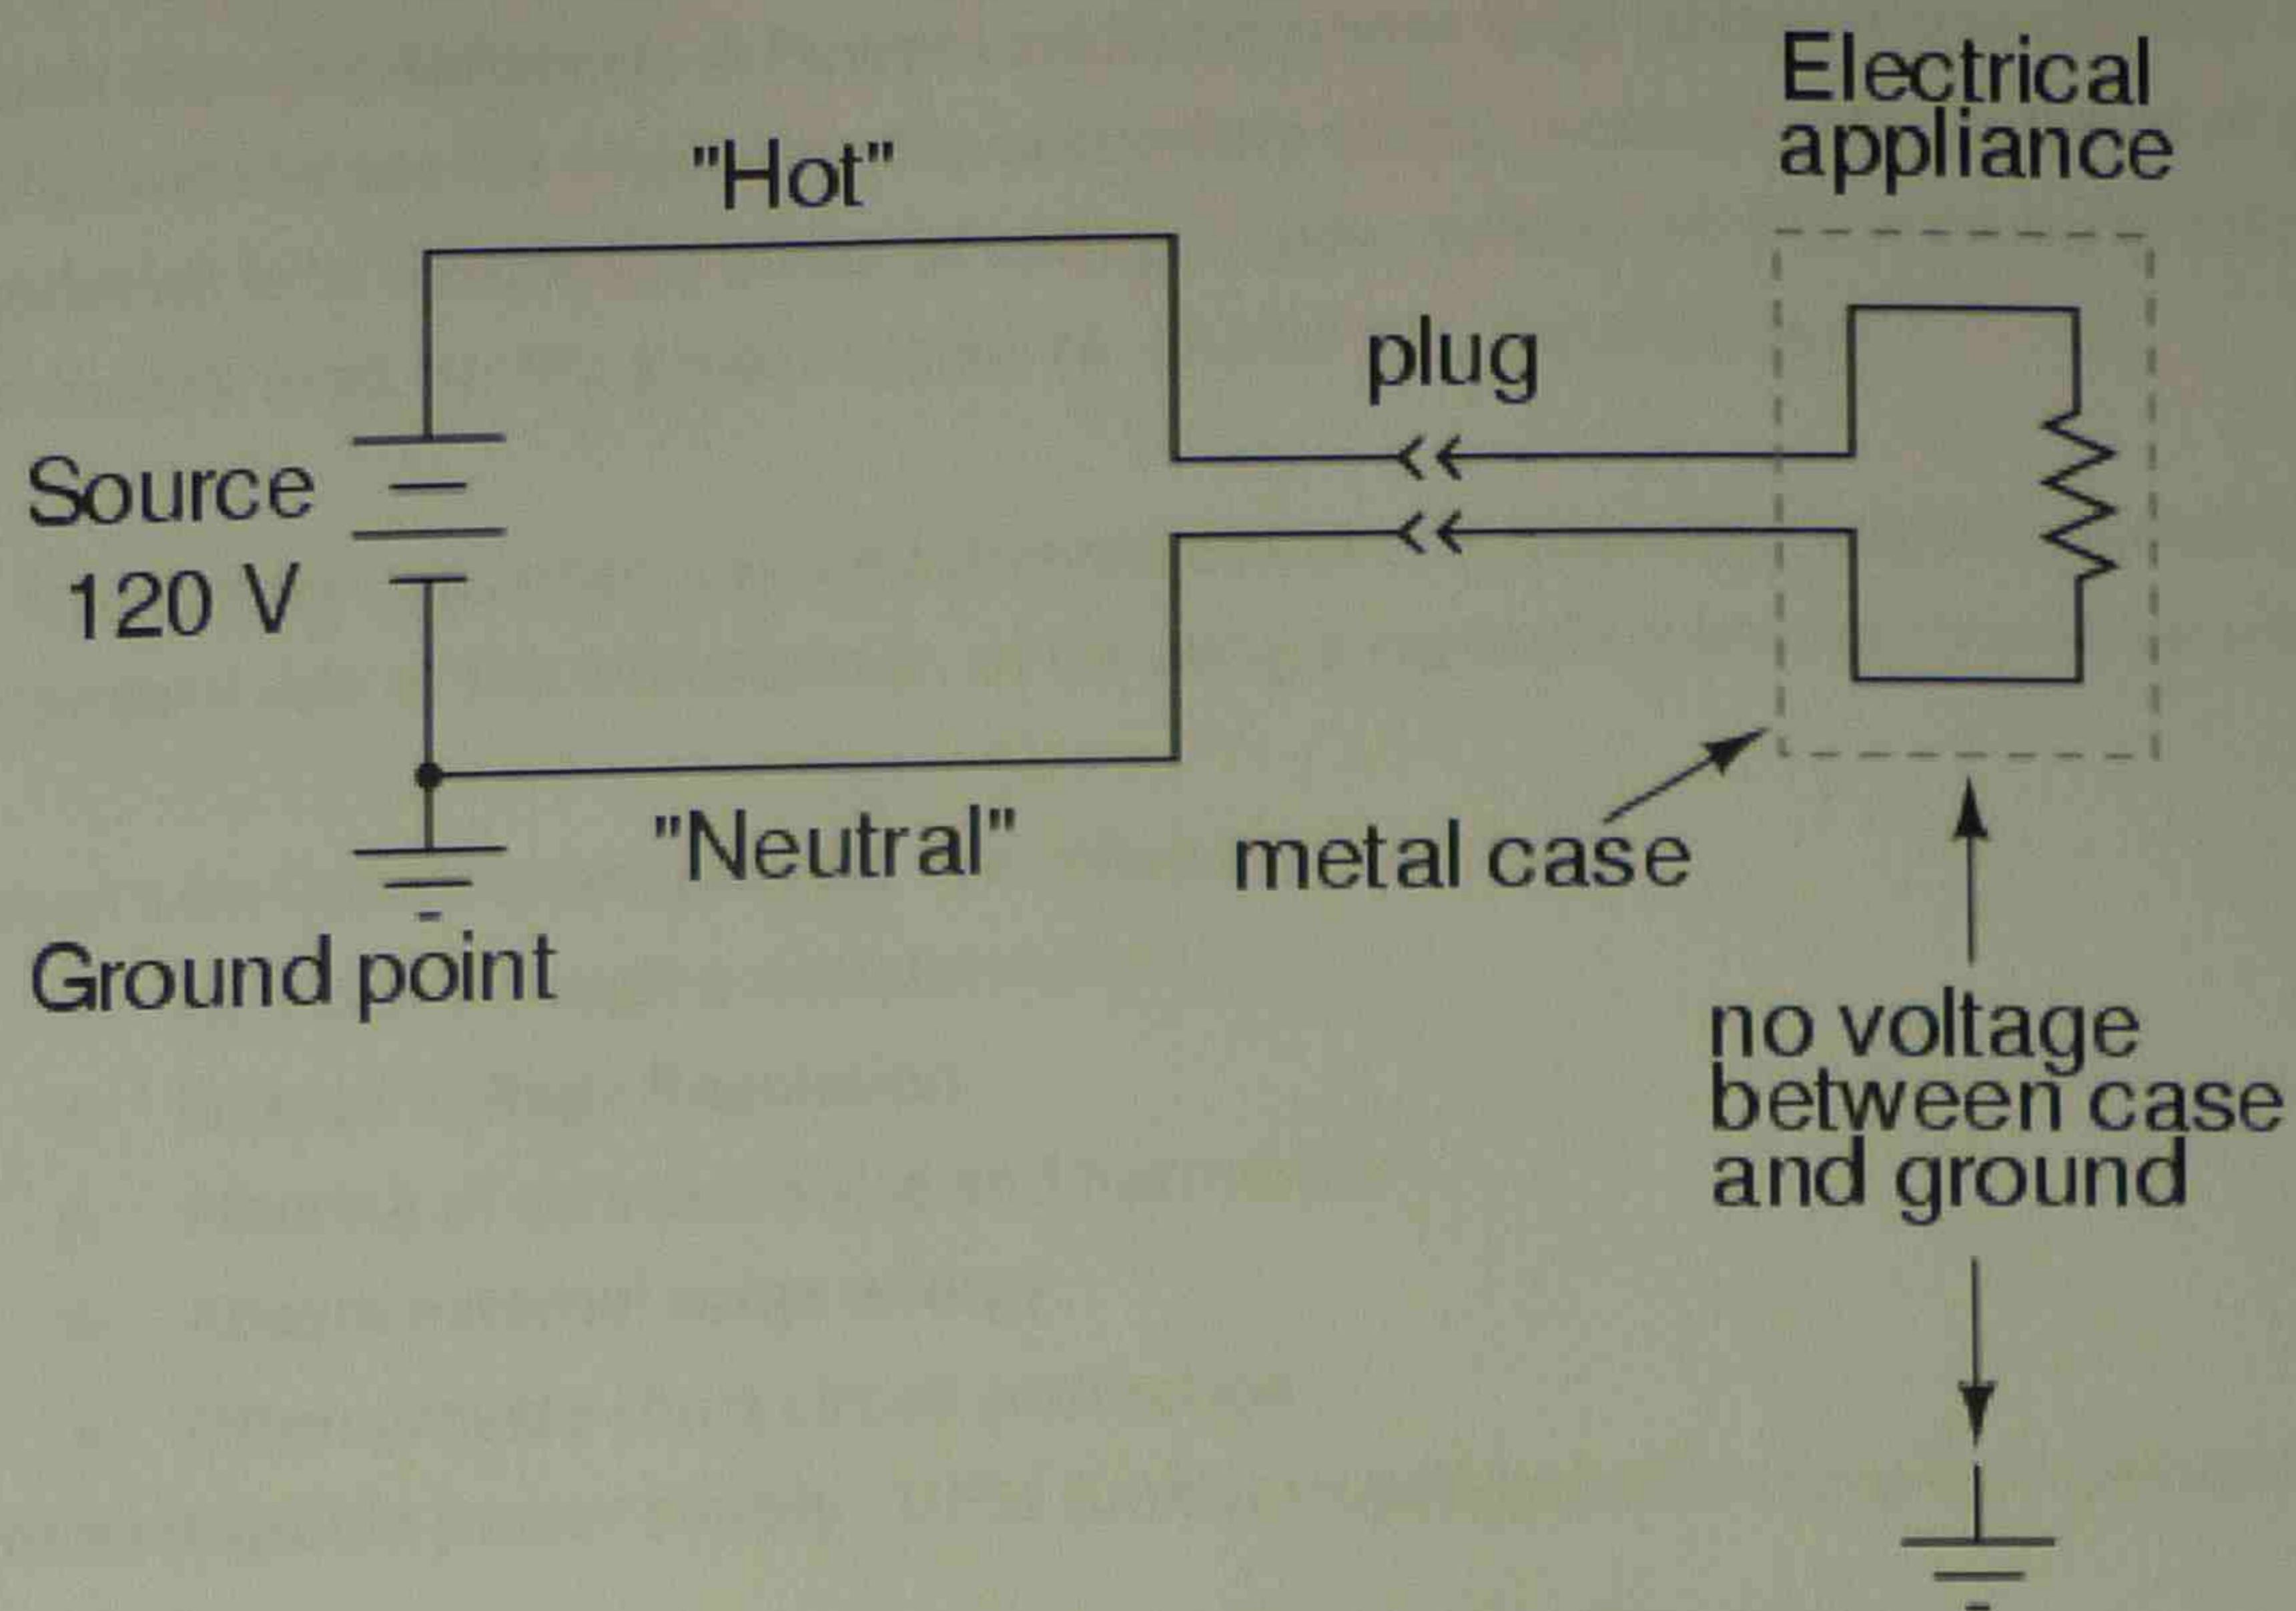 Electrical
appliance
"Hot"
plug
Source
120 V
"Neutral"
metal case
Ground point
no voltage
between case
and ground